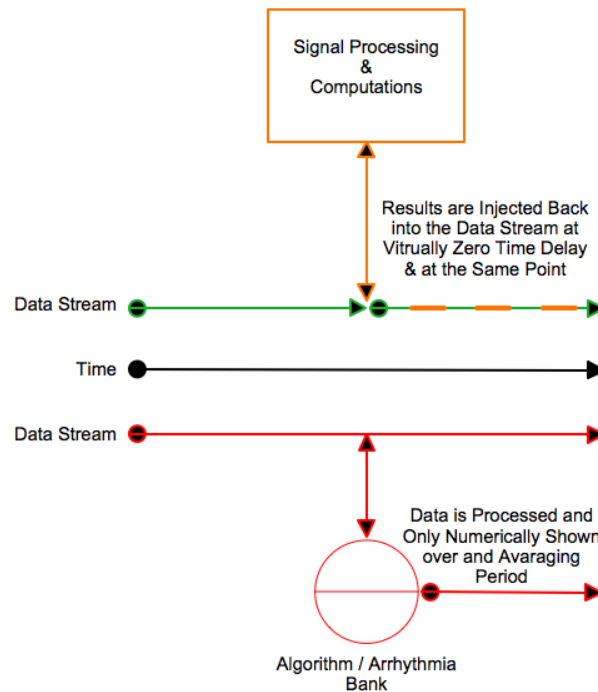 Signal Processing
&
Computations
Results are Injected Back
into the Data Stream at
Vitrually Zero Time Delay
& at the Same Point
Data Stream
Time
Data Stream
Data is Processed and
Only Numerically Shown
over and Avaraging
Period
Algorithm / Arrhythmia
Bank